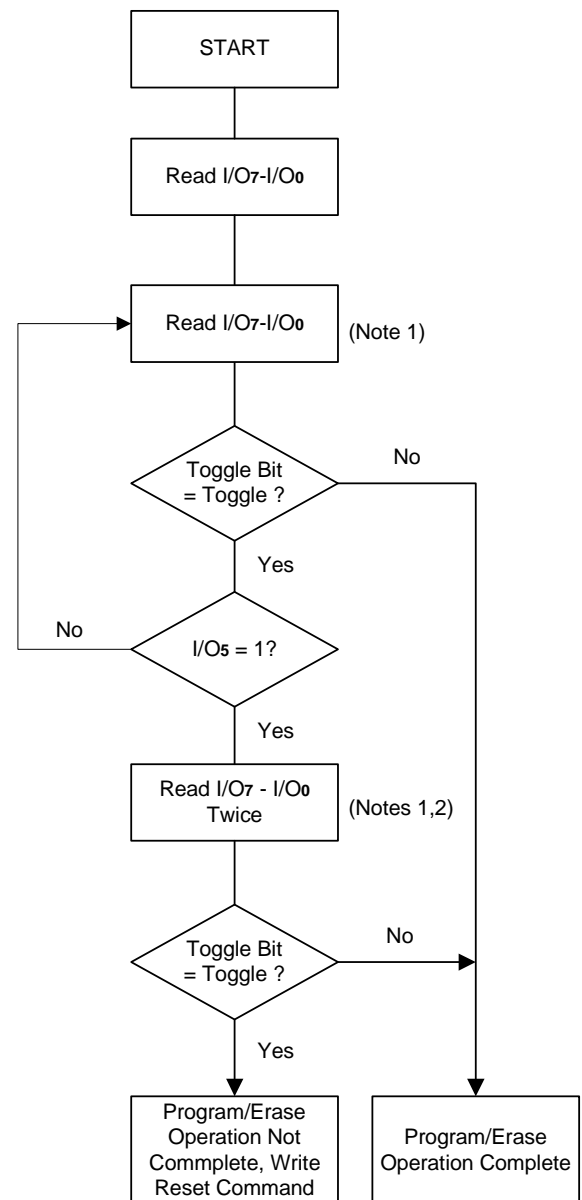 START
Read I/O7-I/O0
Read I/O7-I/O0
(Note 1)
Toggle Bit
= Toggle ?
No
Yes
No
I/O5 = 1?
Yes
Read I/O7 - I/O0
Twice
(Notes 1,2)
Toggle Bit
= Toggle ?
No
Yes
Program/Erase
Operation Not
Commplete, Write
Reset Command
Program/Erase
Operation Complete